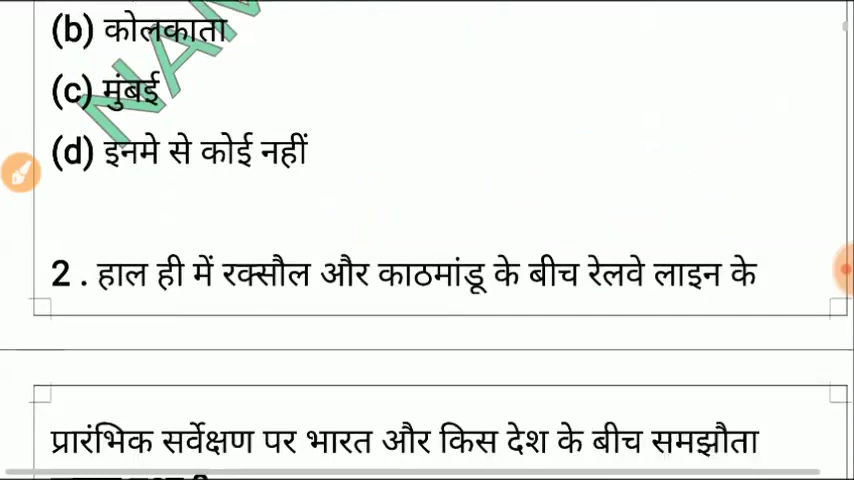 (b) कोलकाता
(c) मुंबई
(d) इनमे से कोई नहीं
2 . हाल ही में रक्सौल और काठमांडू के बीच रेलवे लाइन के
प्रारंभिक सर्वेक्षण पर भारत और किस देश के बीच समझौता